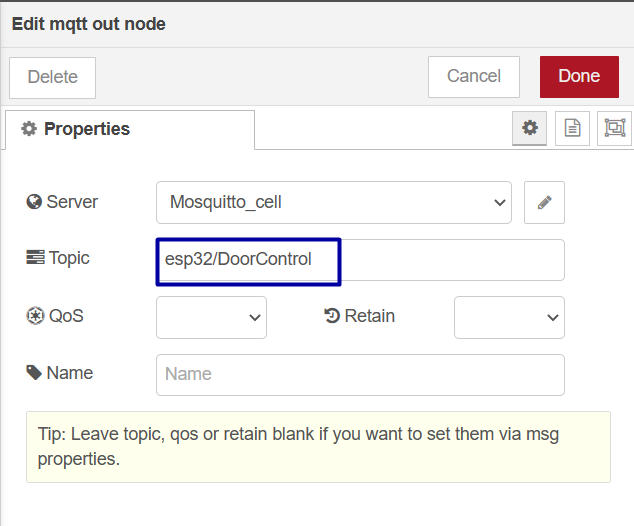 Edit mqtt out node
Delete
Cancel
Done
Properties
Server
Mosquitto_cell
Topic
esp32/DoorControl
QoS
Retain
Name
Name
Tip: Leave topic, qos or retain blank if you want to set them via msg
properties.